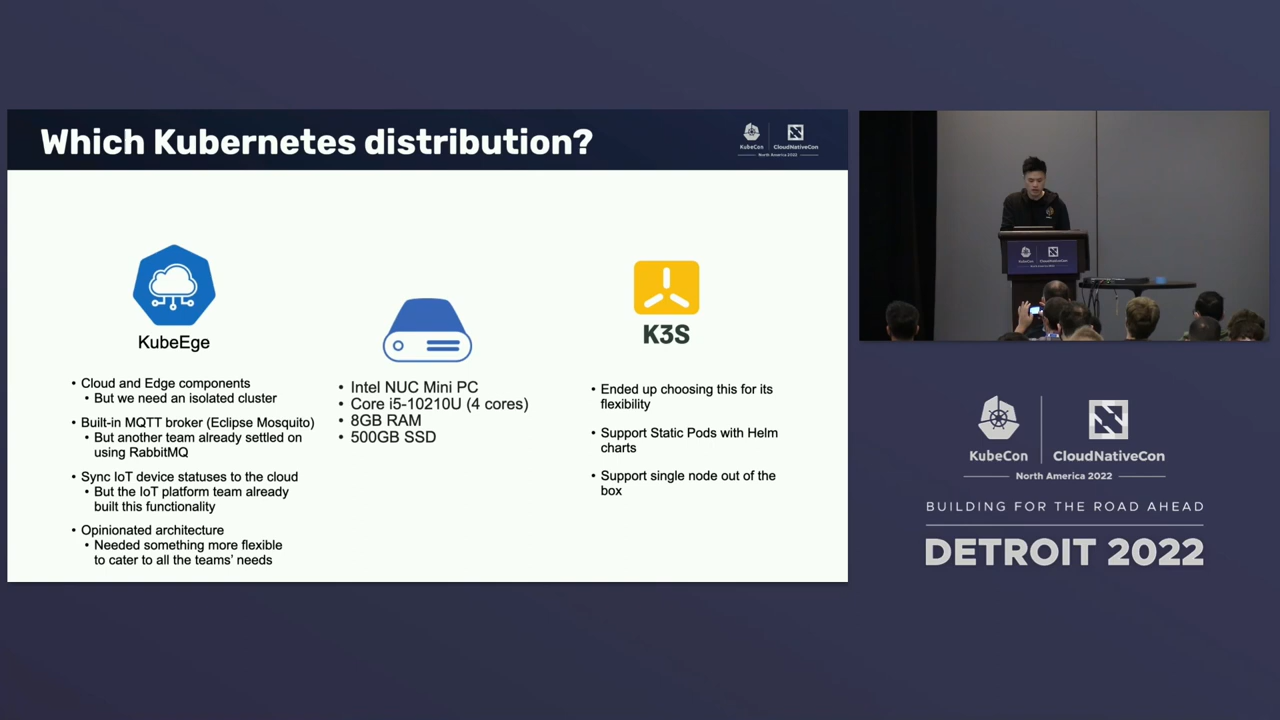 Which Kubernetes distribution?
KubeCon
CloudNativeCon
North America 2022
KubeEge
• Cloud and Edge components
• But we need an isolated cluster
• Built-in MQTT broker (Eclipse Mosquito)
• But another team already settled on
using RabbitMQ
• Sync IoT device statuses to the cloud
• But the IoT platform team already
built this functionality
• Opinionated architecture
• Needed something more flexible
to cater to all the teams' needs
• Intel NUC Mini PC
• Core i5-10210U (4 cores)
• 8GB RAM
• 500GB SSD
K3S
• Ended up choosing this for its
flexibility
• Support Static Pods with Helm
charts
• Support single node out of the
box
KubeCon
CloudNativeCon
KubeCon
CloudNativeCon
North America 2022
BUILDING FOR THE ROAD AHEAD
DETROIT 2022